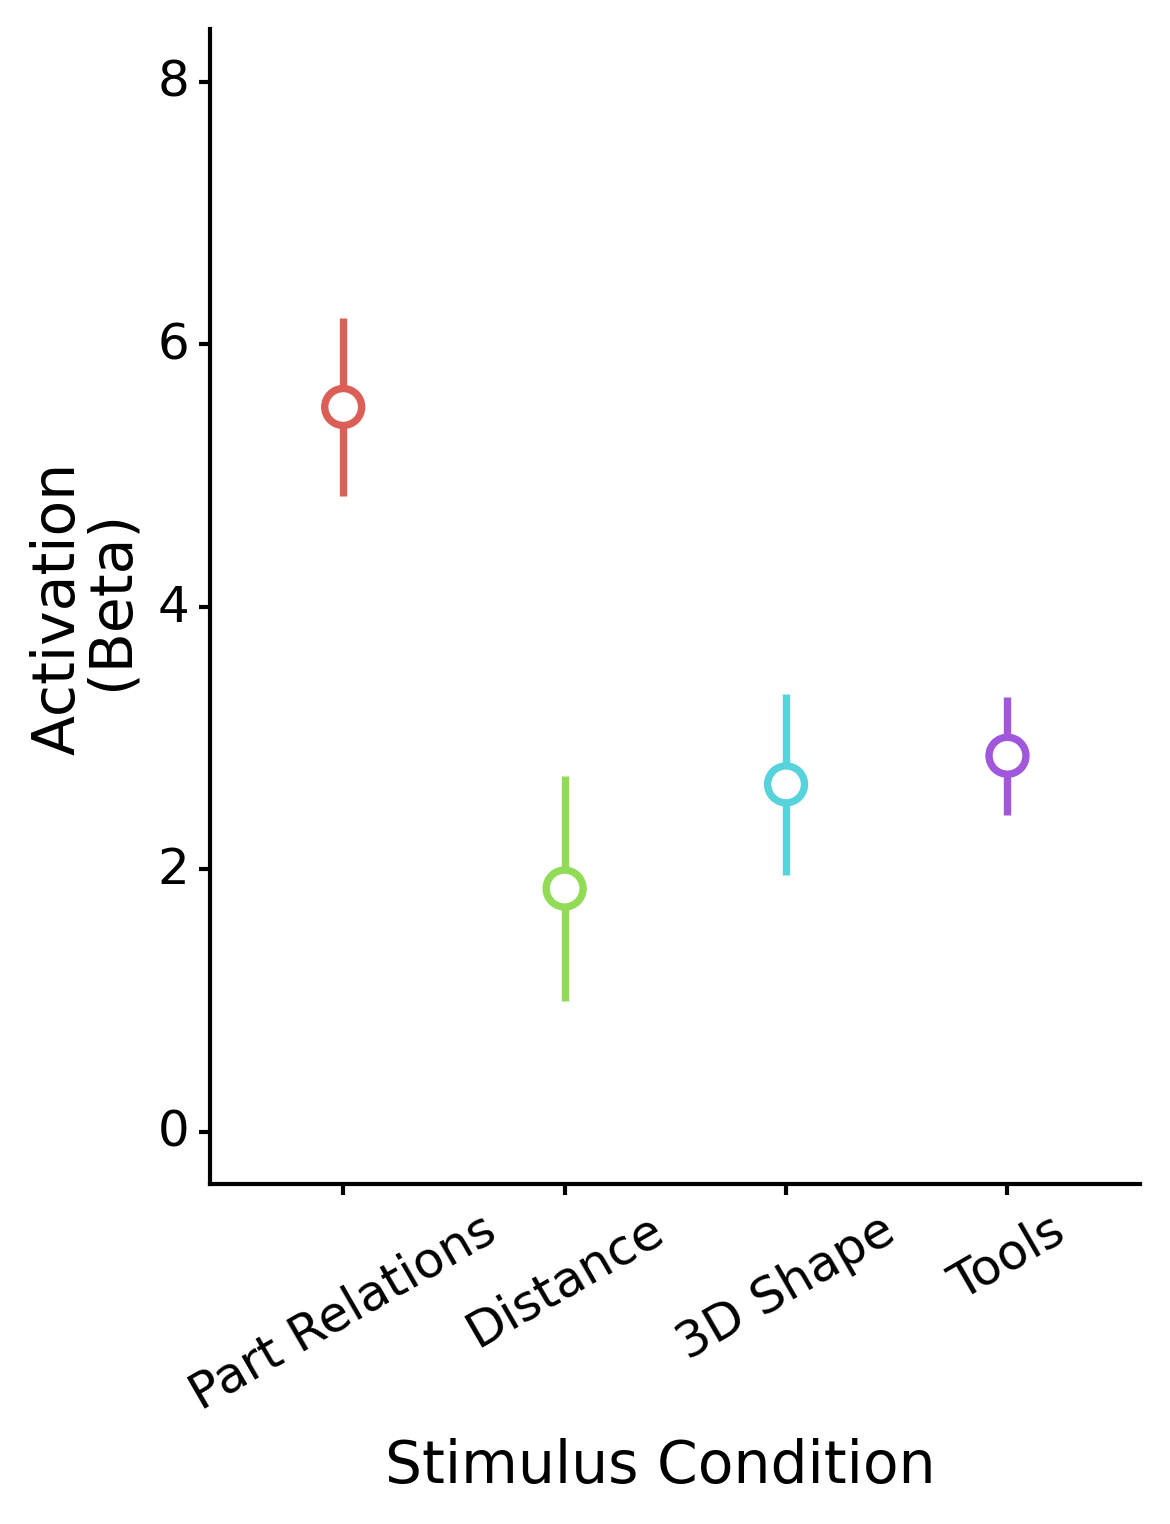 8
6
4
2
0
Activation
(Beta)
Part Relations
Distance
3D Shape
Tools
Stimulus Condition